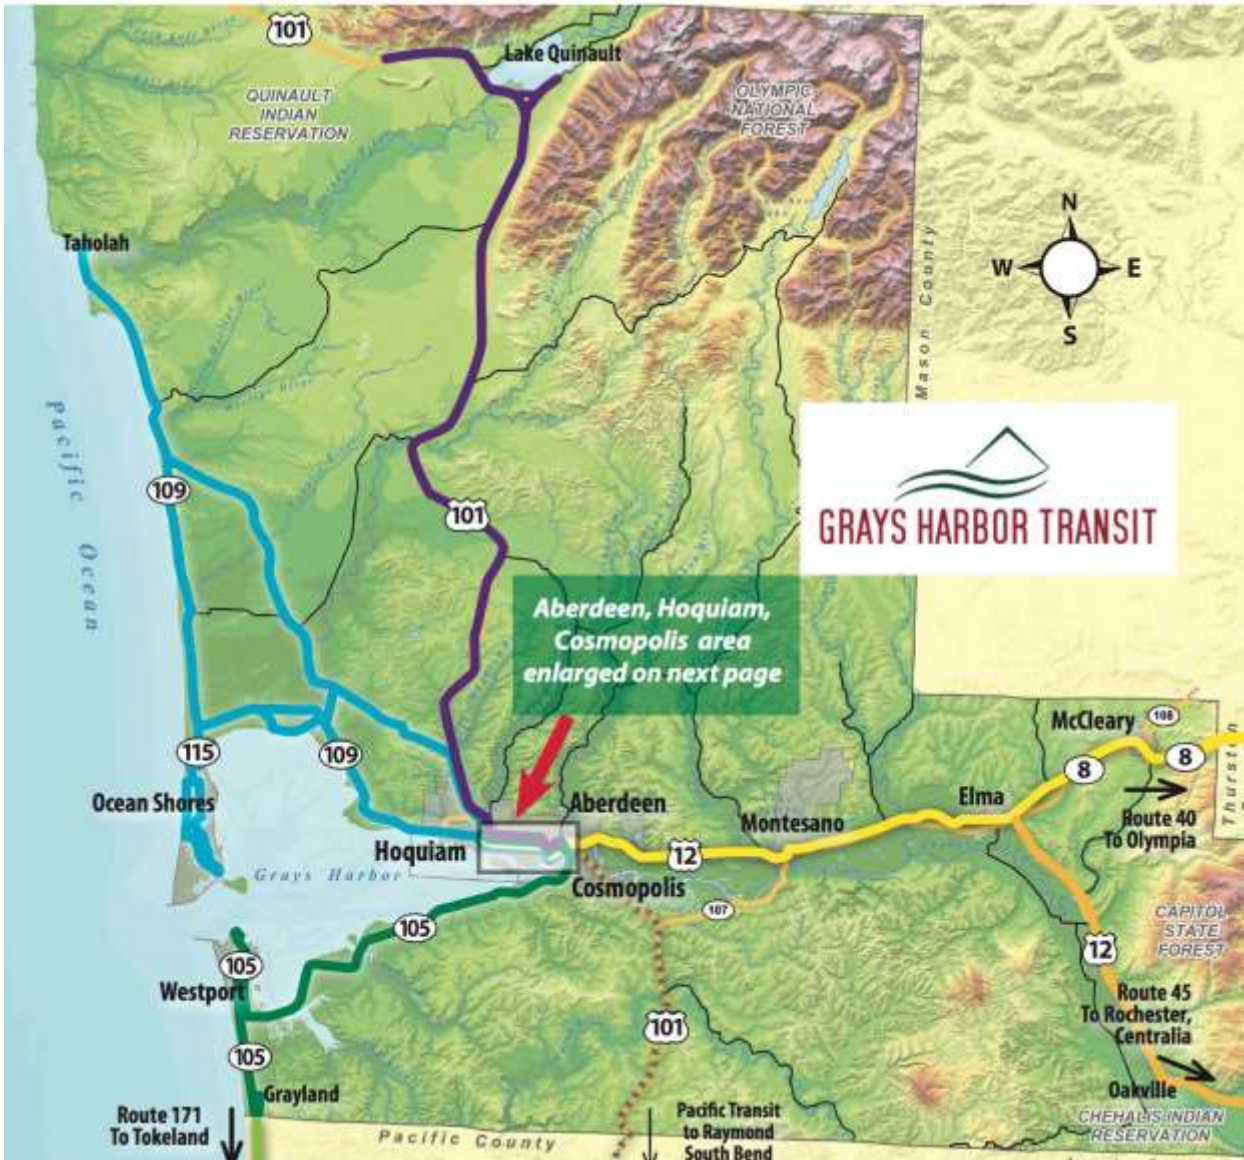 101
Lake Quinault
QUINAULT
INDIAN
RESERVATION
OLYMPIC
NATIONAL
FOREST
N
W
E
S
Taholah
Mason County
Pacific Ocean
109
101
GRAYS HARBOR TRANSIT
Aberdeen, Hoquiam,
Cosmopolis area
enlarged on next page
McCleary
108
8
8
Thurston
115
109
Ocean Shores
Aberdeen
Montesano
Elma
Route 40
To Olympia
Hoquiam
12
Grays Harbor
Cosmopolis
107
105
CAPITOL
STATE
FOREST
12
105
Westport
Route 45
To Rochester,
Centralia
101
105
Grayland
Oakville
Route 171
To Tokeland
Pacific County
Pacific Transit
to Raymond
South Bend
CHEHALIS INDIAN
RESERVATION